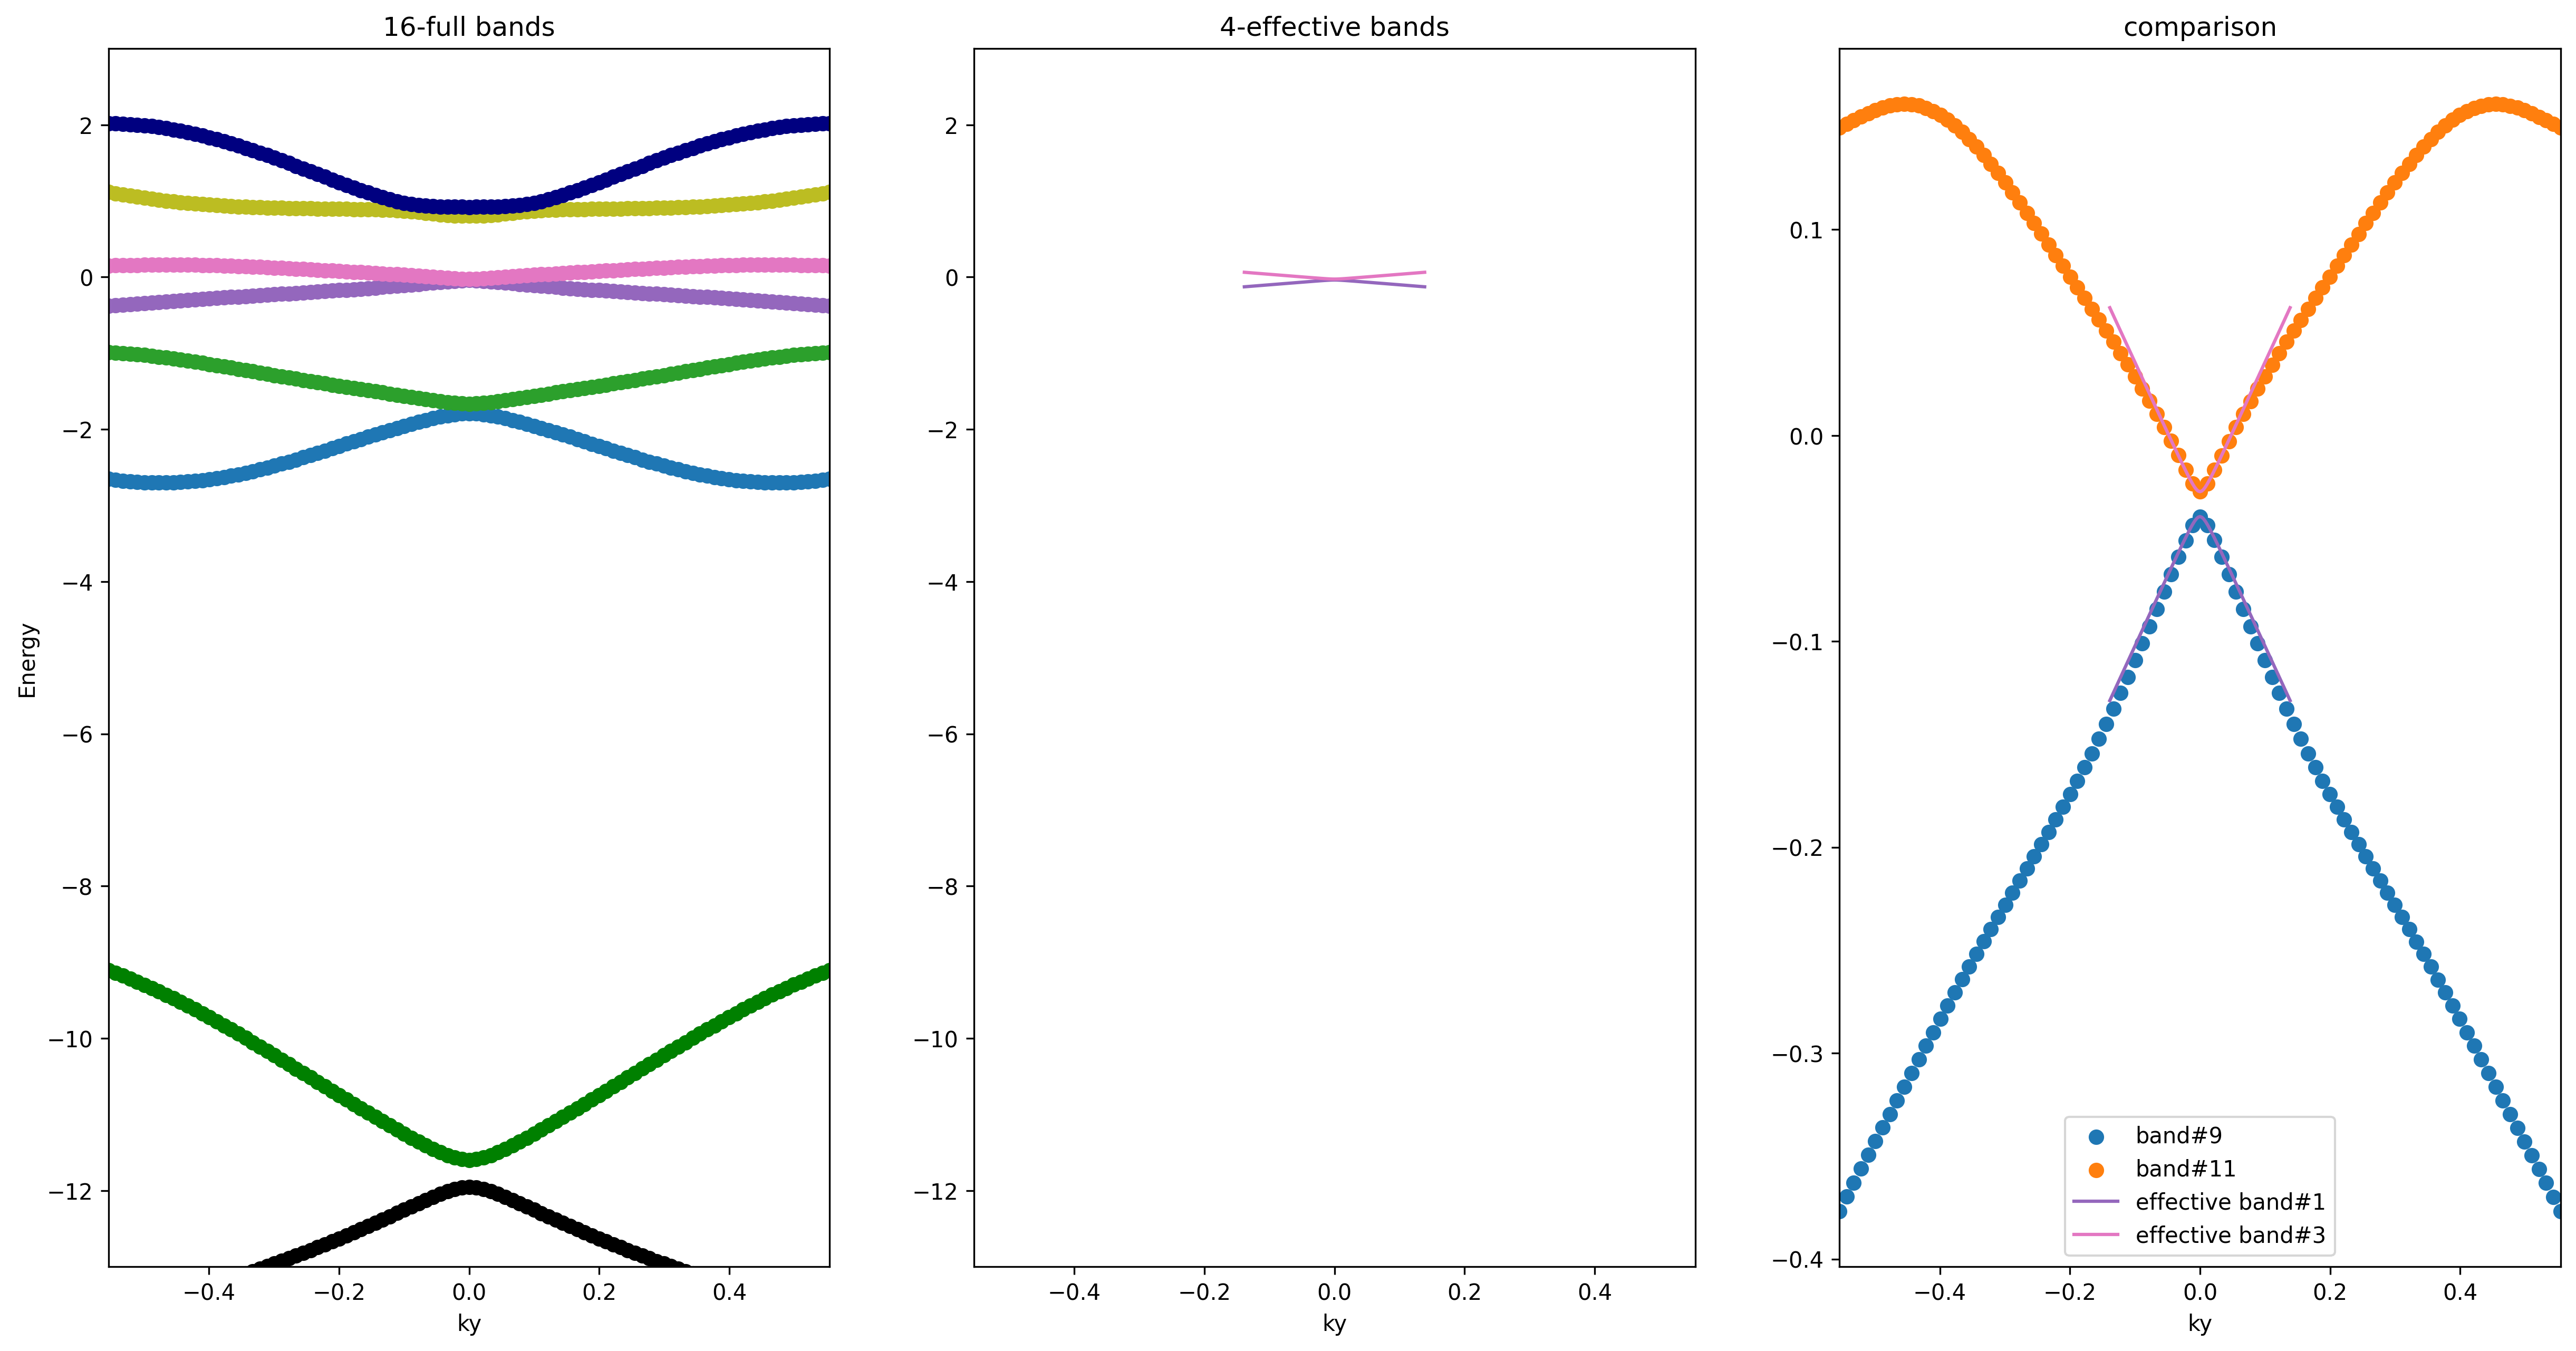 16-full bands
Energy
2
0
−2
−4
−6
−8
−10
−12
−0.4 −0.2 0.0 0.2 0.4
ky
4-effective bands
2
0
−2
−4
−6
−8
−10
−12
−0.4 −0.2 0.0 0.2 0.4
ky
comparison
0.1
0.0
−0.1
−0.2
−0.3
−0.4
band#9
band#11
effective band#1
effective band#3
−0.4 −0.2 0.0 0.2 0.4
ky